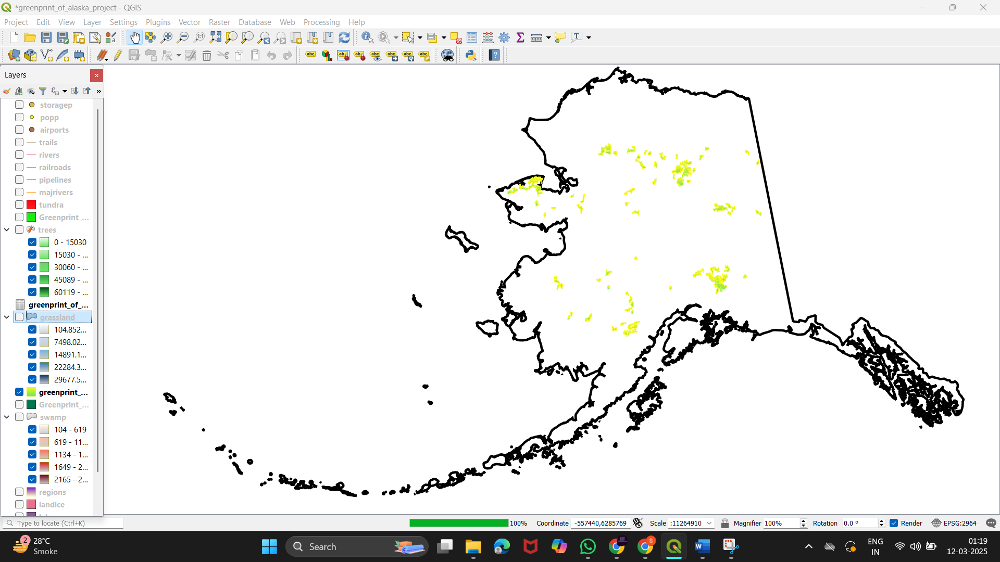 *greenprint_of_alaska_project - QGIS
Project Edit View Layer Settings Plugins Vector Raster Database Web Processing Help
Layers
storagep
popp
airports
trails
rivers
railroads
pipelines
majrivers
tundra
Greenprint_...
trees
0 - 15030
15030 - ...
30060 - ...
45089 - ...
60119 - ...
greenprint_of_...
grassland
104.852...
7498.02...
14891.1...
22284.3...
29677.5...
greenprint_...
Greenprint_...
swamp
104 - 619
619 - 11...
1134 - 1...
1649 - 2...
2165 - 2...
regions
landice
Type to locate (Ctrl+K) 100% Coordinate -557440,6285769 Scale :11264910 Magnifier 100% Rotation 0.0 ° Render EPSG:2964
2 28°C
Smoke
Search
ENG
IN
01:19
12-03-2025